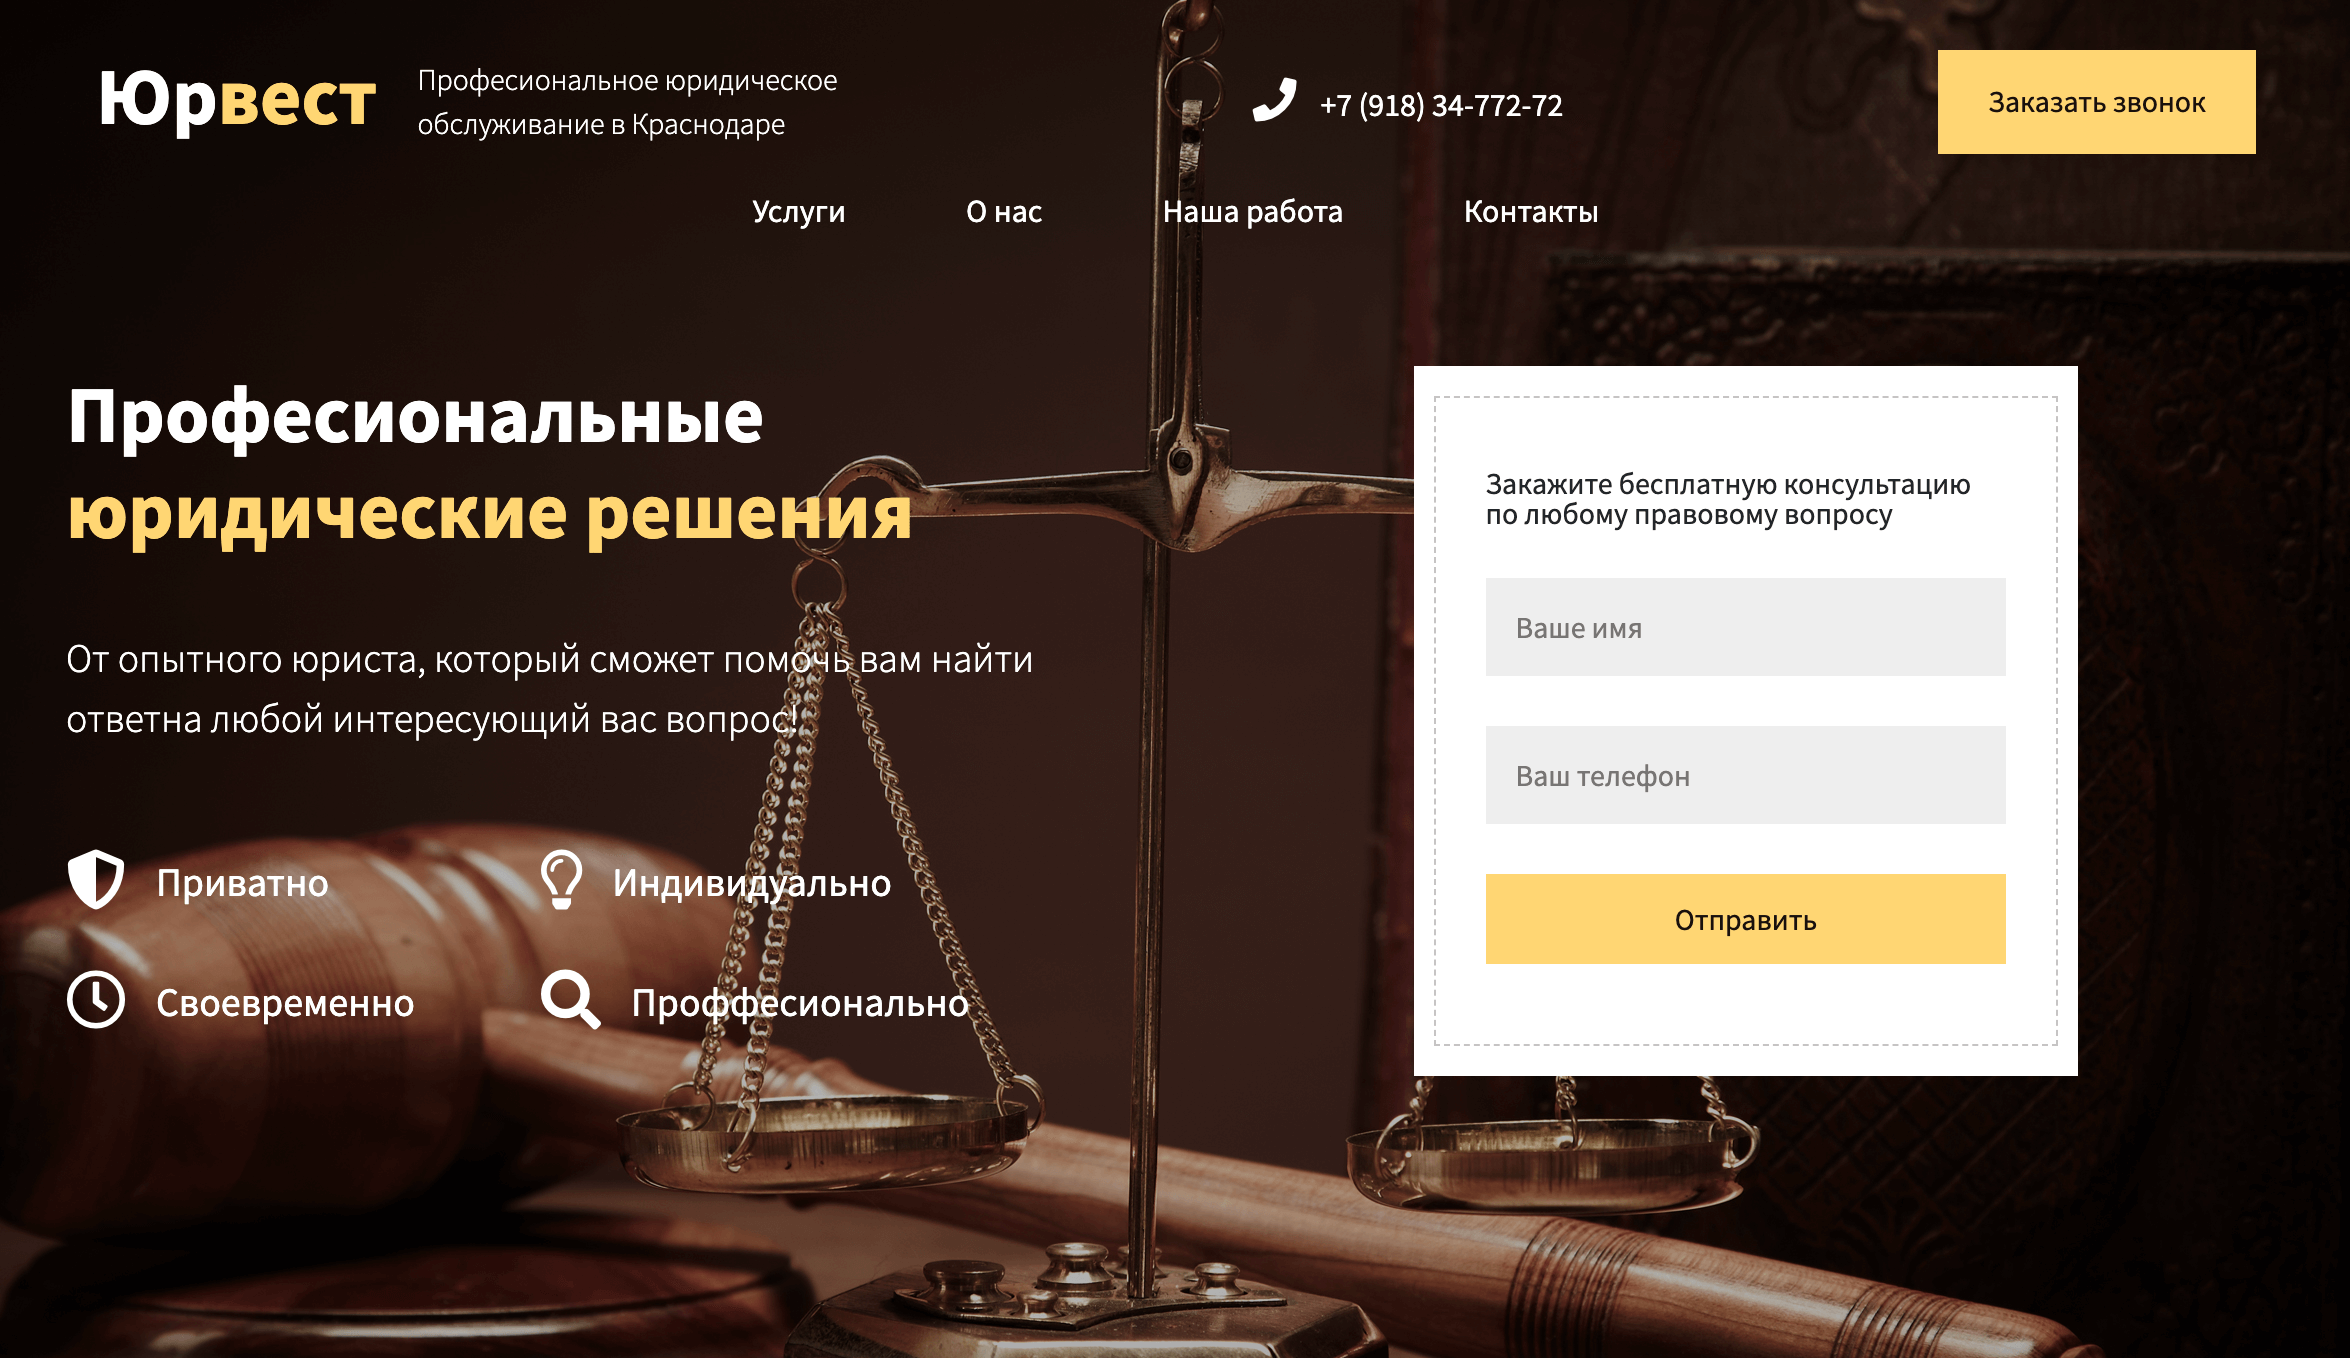 Юрвест
Професиональное юридическое
обслуживание в Краснодаре
+7 (918) 34-772-72
Заказать звонок
Услуги
О нас
Наша работа
Контакты
Професиональные
юридические решения
От опытного юриста, который сможет помочь вам найти
ответна любой интересующий вас вопрос!
Приватно
Индивидуально
Своевременно
Проффесионально
Закажите бесплатную консультацию
по любому правовому вопросу
Ваше имя
Ваш телефон
Отправить